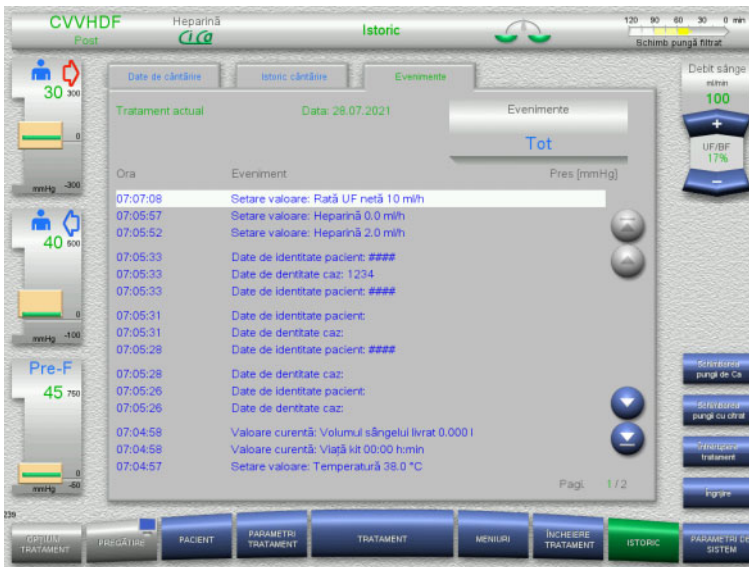 CVVHDF
Post
Heparină
CiCa
Istoric
120 90 60 30 0 min
Schimb pungă filtrat
30 300
0
mmHg -300
40 600
0
mmHg -100
Pre-F
45 750
0
mmHg -50
Date de cântărire
Istoric cântărire
Evenimente
Tratament actual
Data: 28.07.2021
Evenimente
Tot
Ora Eveniment Pres [mmHg]
07:07:08 Setare valoare: Rată UF netă 10 ml/h
07:05:57 Setare valoare: Heparină 0.0 ml/h
07:05:52 Setare valoare: Heparină 2.0 ml/h
07:05:33 Date de identitate pacient: ####
07:05:33 Date de dentitate caz: 1234
07:05:33 Date de identitate pacient: ####
07:05:31 Date de identitate pacient:
07:05:31 Date de dentitate caz:
07:05:28 Date de identitate pacient: ####
07:05:28 Date de dentitate caz:
07:05:26 Date de identitate pacient:
07:05:26 Date de dentitate caz:
07:04:58 Valoare curentă: Volumul sângelui livrat 0.000 l
07:04:58 Valoare curentă: Viaţă kit 00:00 h:min
07:04:57 Setare valoare: Temperatură 38.0 °C
Pagi. 1/2
Debit sânge
ml/min
100
+
UF/BF
17%
−
Schimbarea
pungii de Ca
Schimbarea
pungii cu citrat
tratament
Îngrijire
239
OPŢIUNI
TRATAMENT
PREGĂTIRE
PACIENT
PARAMETRI
TRATAMENT
TRATAMENT
MENIURI
ÎNCHEIERE
TRATAMENT
ISTORIC
PARAMETRI DE
SISTEM